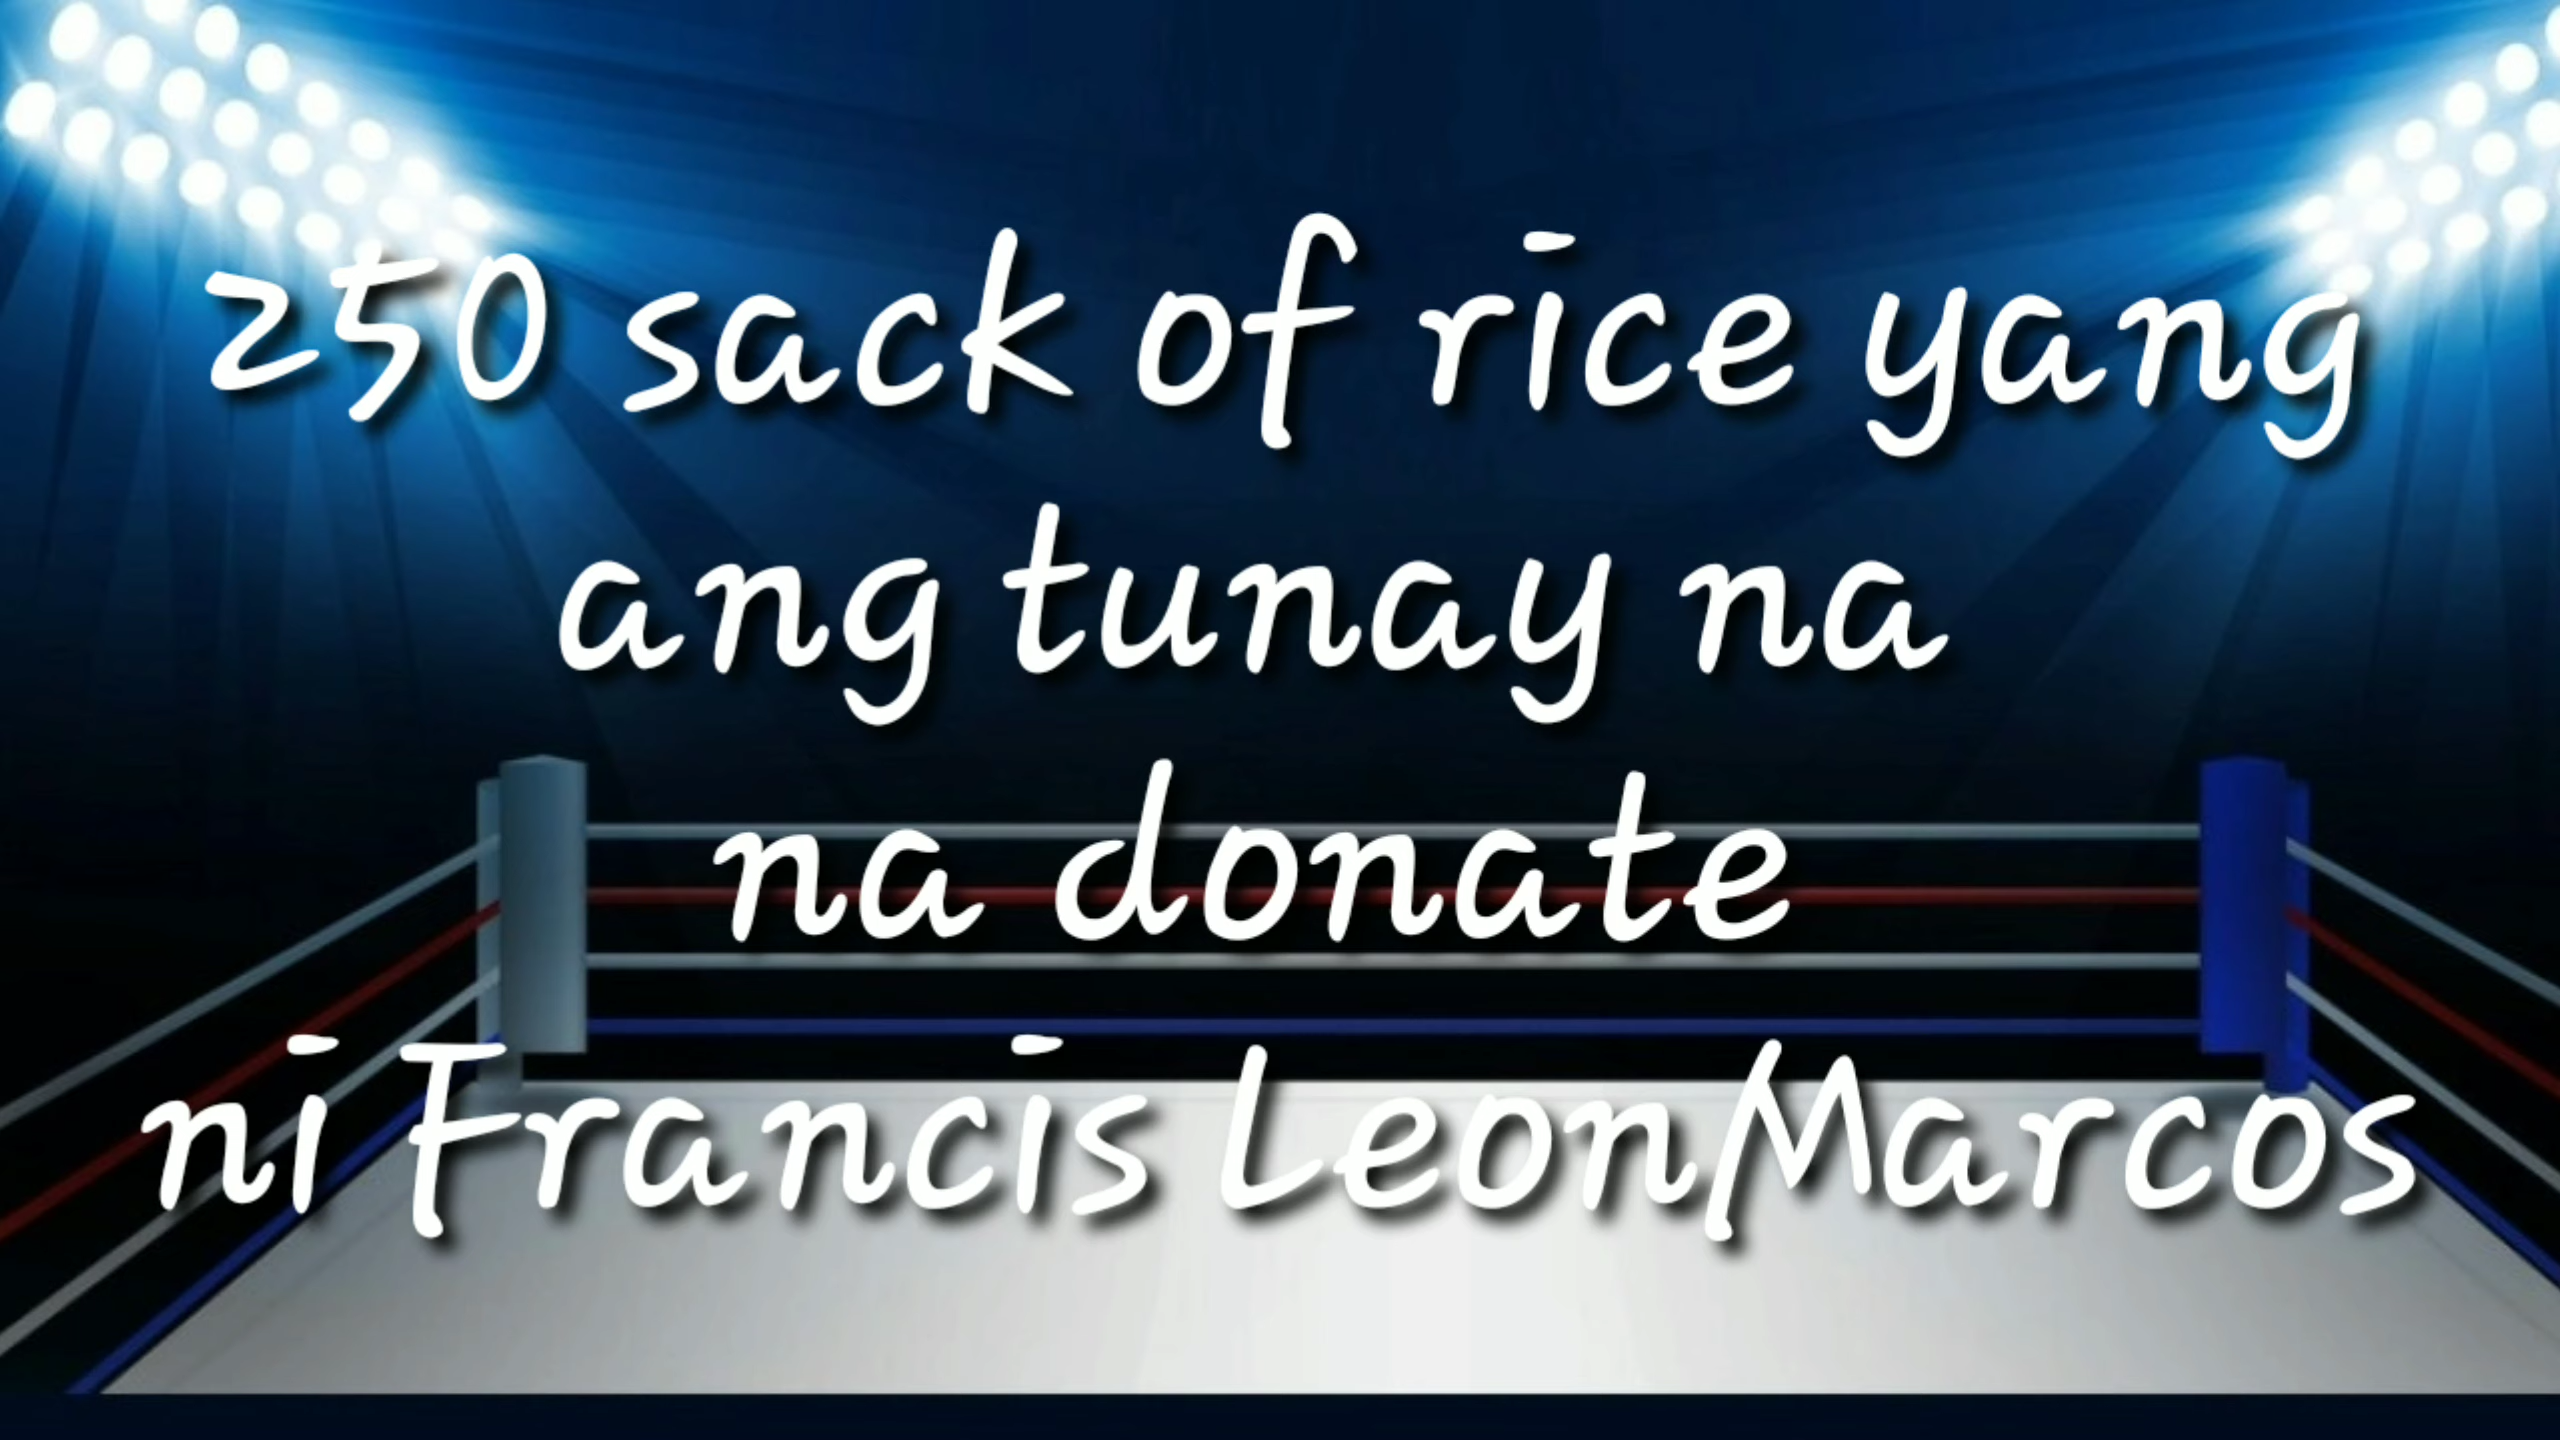 250 sack of rice yang
ang tunay na
na donate
ni Francis LeonMarcos